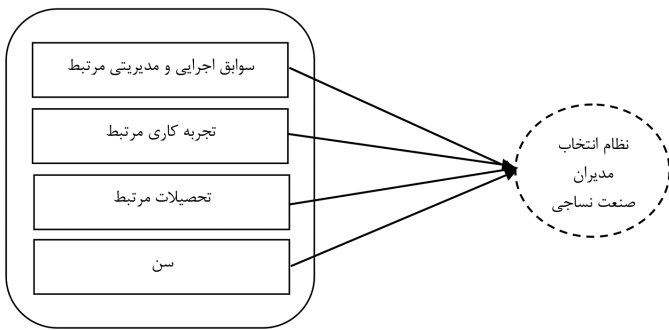 سوابق اجرایی و مدیریتی مرتبط
تجربه کاری مرتبط
تحصیلات مرتبط
سن
نظام انتخاب
مدیران
صنعت نساجی